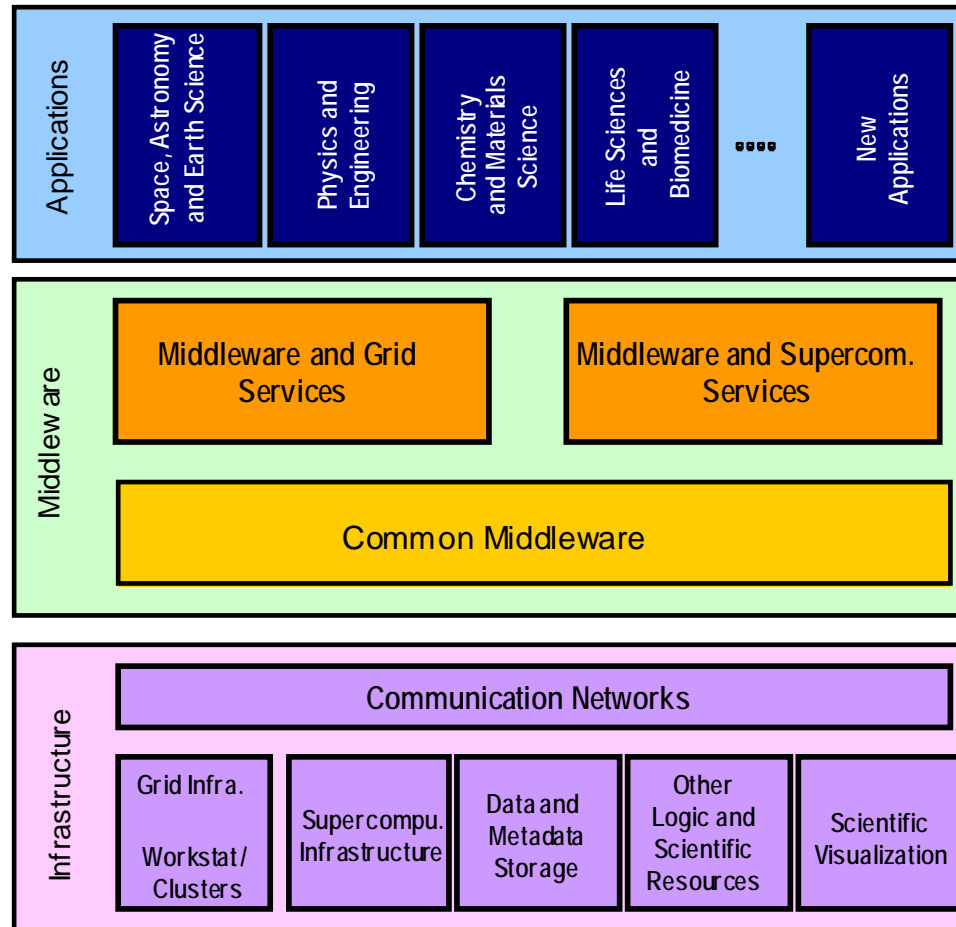 Applications
Space, Astronomy
and Earth Science
Physics and
Engineering
Chemistry
and Materials
Science
Life Sciences
and
Biomedicine
....
New
Applications
Middleware
Middleware and Grid
Services
Middleware and Supercom.
Services
Common Middleware
Infrastructure
Communication Networks
Grid Infra.
Workstat/
Clusters
Supercompu.
Infrastructure
Data and
Metadata
Storage
Other
Logic and
Scientific
Resources
Scientific
Visualization